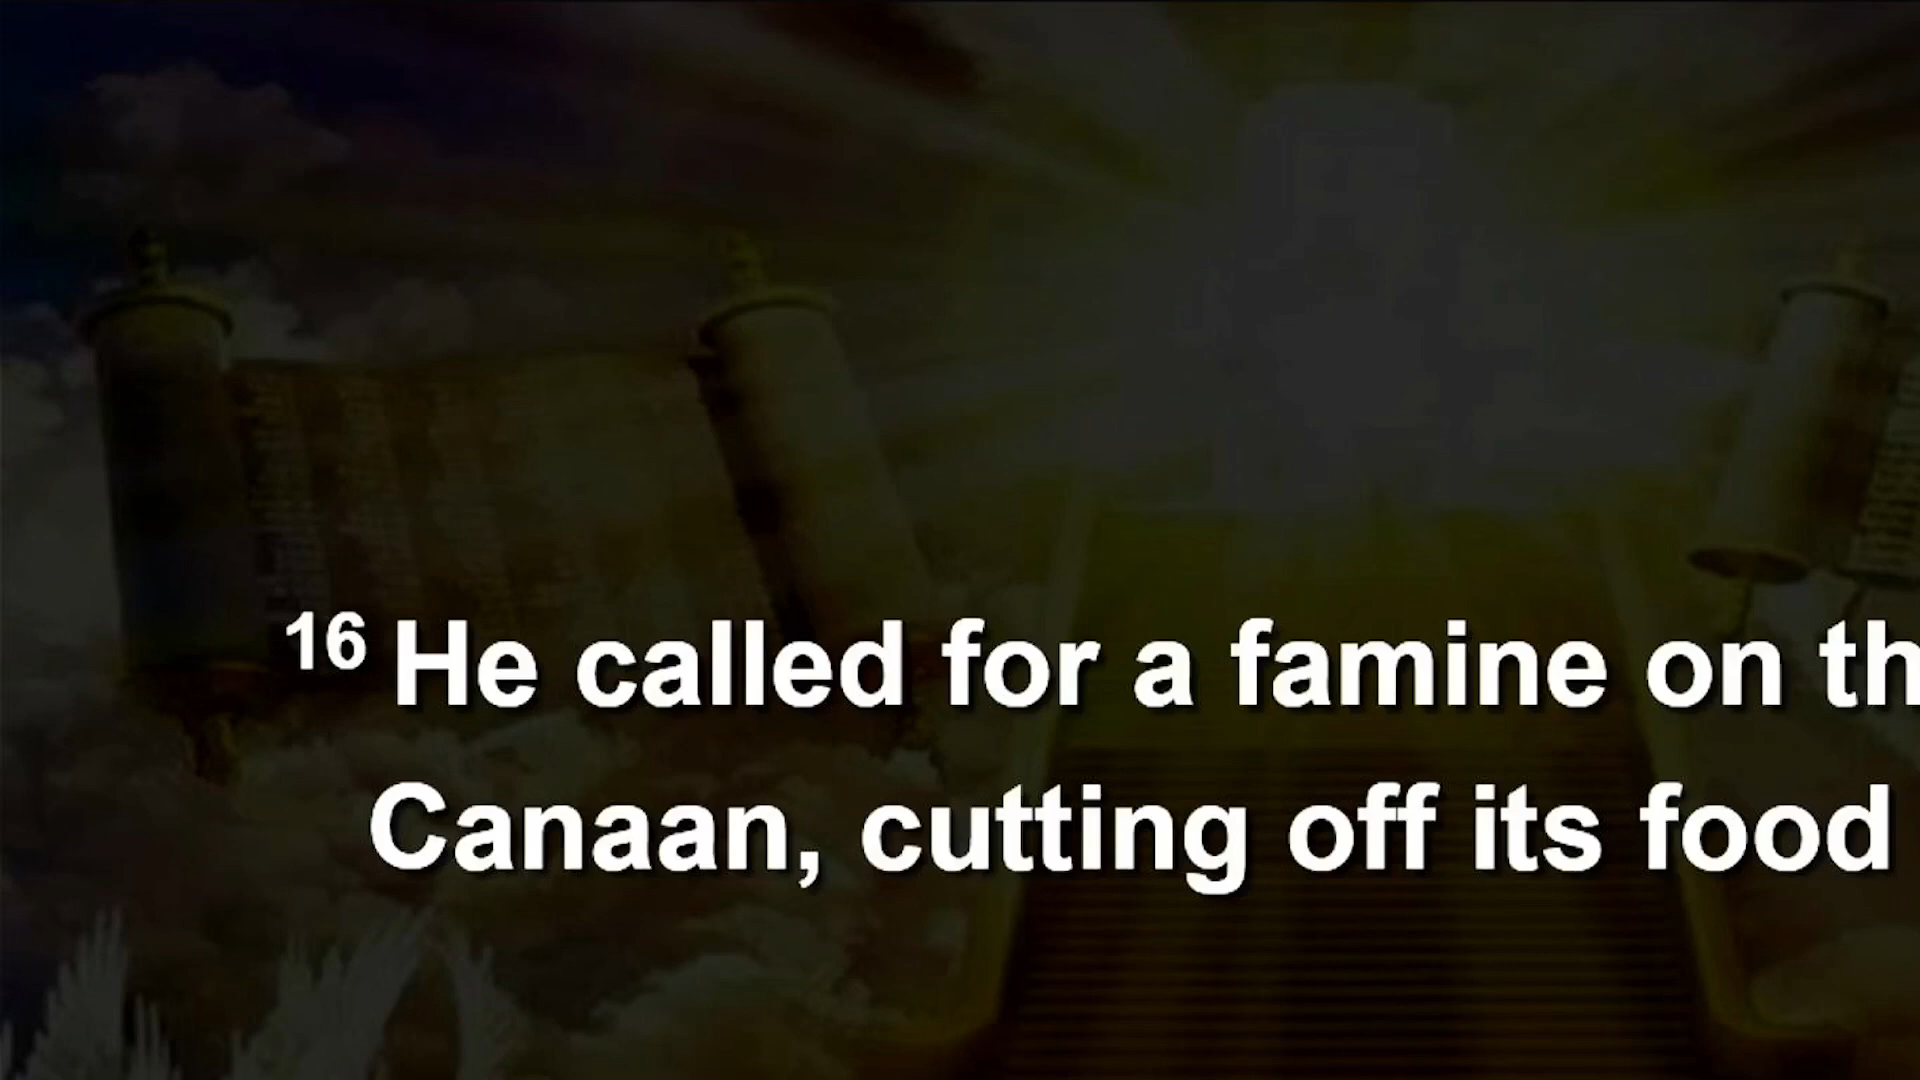 16 He called for a famine on th
Canaan, cutting off its food